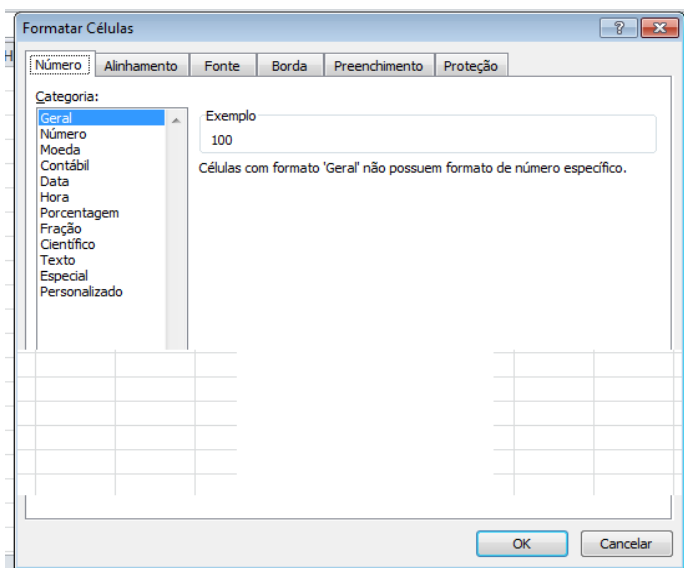 Formatar Células
H
Número Alinhamento Fonte Borda Preenchimento Proteção
Categoria:
Geral
Número
Moeda
Contábil
Data
Hora
Porcentagem
Fração
Científico
Texto
Especial
Personalizado
Exemplo
100
Células com formato 'Geral' não possuem formato de número específico.
OK Cancelar